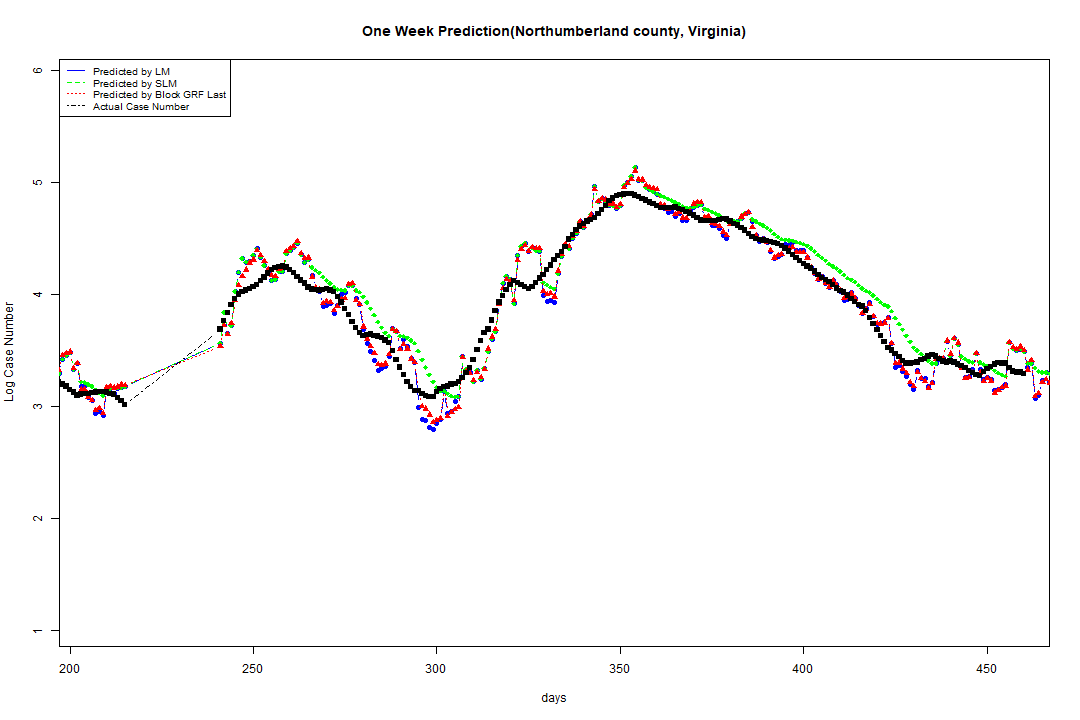 One Week Prediction(Northumberland county, Virginia)
Predicted by LM
Predicted by SLM
Predicted by Block GRF Last
Actual Case Number
Log Case Number
6
5
4
3
2
1
200 250 300 350 400 450
days